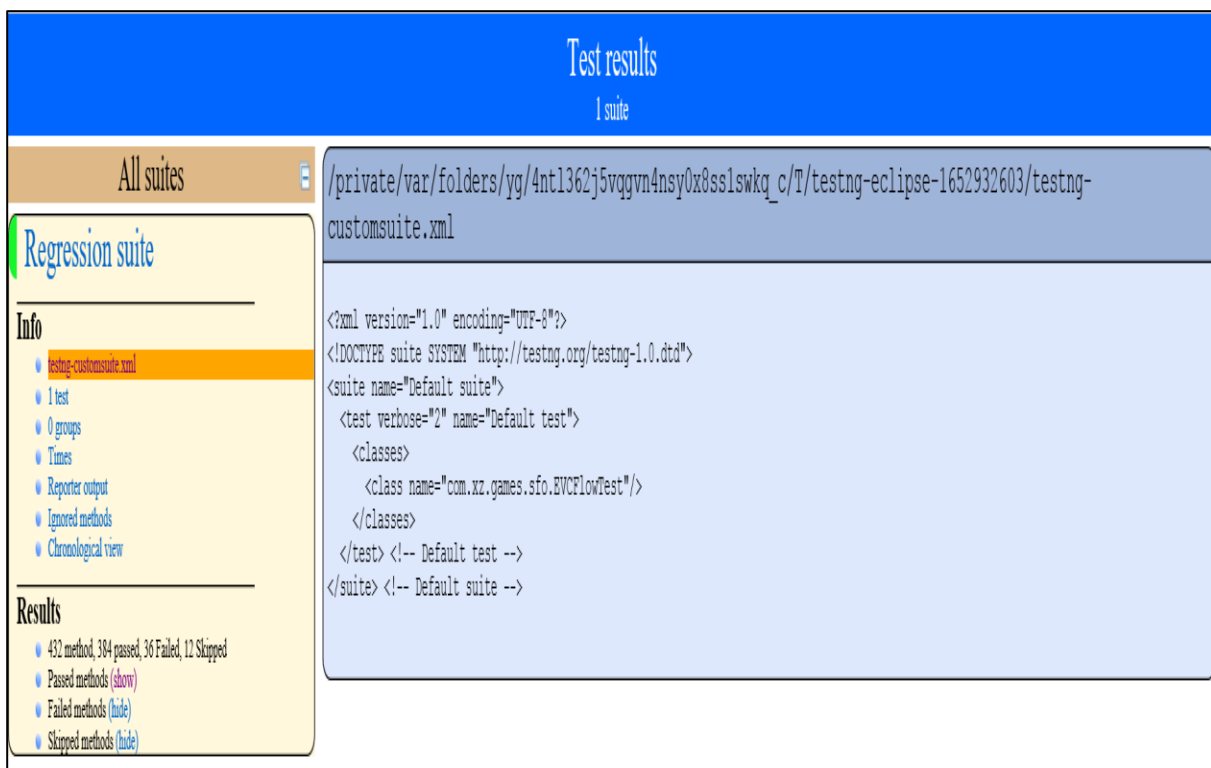 Test results
1 suite
All suites
Regression suite
Info
testng-customsuite.xml
1 test
0 groups
Times
Reporter output
Ignored methods
Chronological view
Results
432 method, 384 passed, 36 Failed, 12 Skipped
Passed methods (show)
Failed methods (hide)
Skipped methods (hide)
/private/var/folders/yg/4ntl362j5vqgvn4nsy0x8ss1swkq_c/T/testng-eclipse-1652932603/testng-
customsuite.xml
<?xml version="1.0" encoding="UTF-8"?>
<!DOCTYPE suite SYSTEM "http://testng.org/testng-1.0.dtd">
<suite name="Default suite">
<test verbose="2" name="Default test">
<classes>
<class name="com.xz.games.sfo.EVCFlowTest"/>
</classes>
</test> <!-- Default test -->
</suite> <!-- Default suite -->